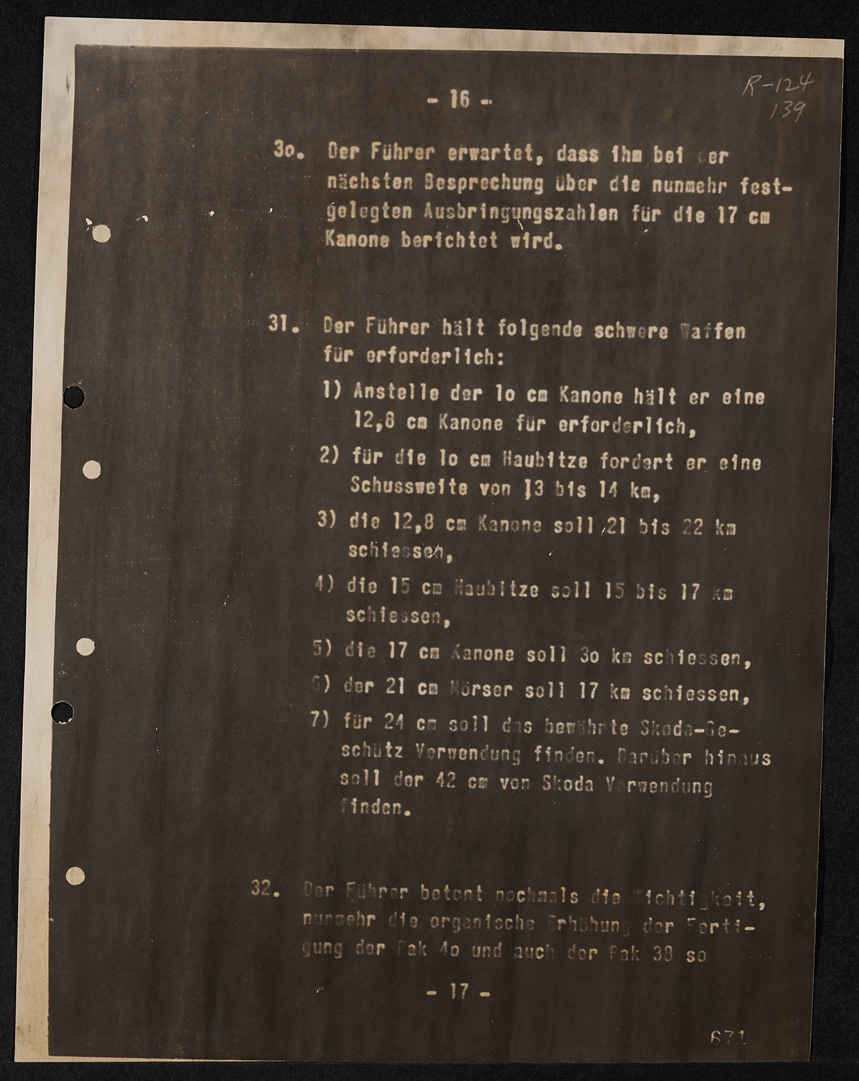 R-124
139
- 16 -
3o. Der Führer erwartet, dass ihm bei der
nächsten Besprechung über die nunmehr fest-
gelegten Ausbringungszahlen für die 17 cm
Kanone berichtet wird.
31. Der Führer hält folgende schwere Waffen
für erforderlich:
1) Anstelle der 1o cm Kanone hält er eine
12,8 cm Kanone für erforderlich,
2) für die 1o cm Haubitze fordert er eine
Schussweite von 13 bis 14 km,
3) die 12,8 cm Kanone soll 21 bis 22 km
schiessen,
4) die 15 cm Haubitze soll 15 bis 17 km
schiessen,
5) die 17 cm Kanone soll 3o km schiessen,
6) der 21 cm Mörser soll 17 km schiessen,
7) für 24 cm soll das bewährte Skoda-Ge-
schütz Verwendung finden. Darüber hinaus
soll der 42 cm von Skoda Verwendung
finden.
32. Der Führer betont nochmals die Wichtigkeit,
nunmehr die organische Erhöhung der Ferti-
gung der Pak 4o und auch der Pak 38 so
- 17 -
671